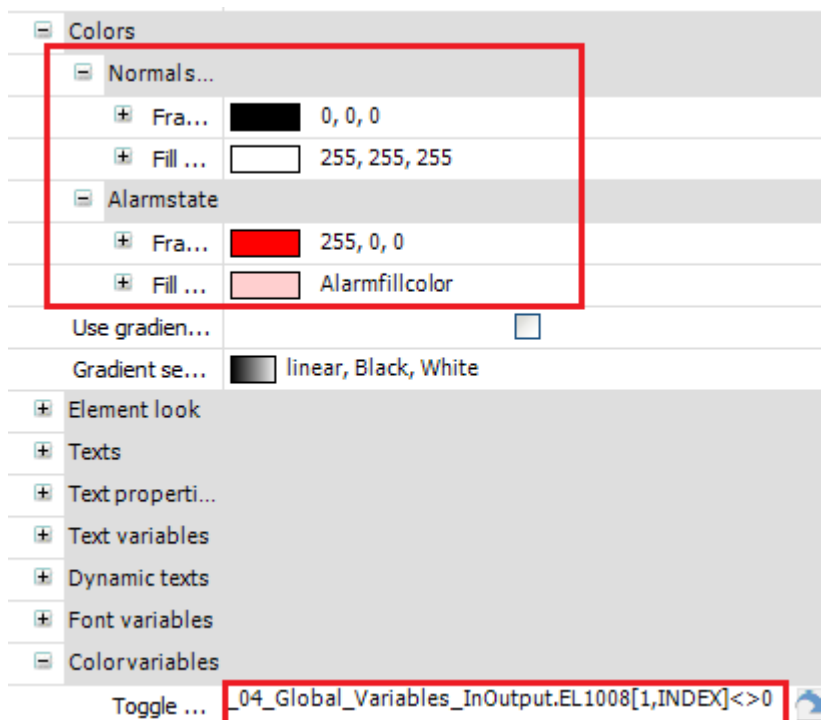 Colors
Normals...
Fra... 0, 0, 0
Fill ... 255, 255, 255
Alarmstate
Fra... 255, 0, 0
Fill ... Alarmfillcolor
Use gradien...
Gradient se... linear, Black, White
Element look
Texts
Text properti...
Text variables
Dynamic texts
Font variables
Colorvariables
Toggle ... _04_Global_Variables_InOutput.EL1008[1,INDEX]<>0